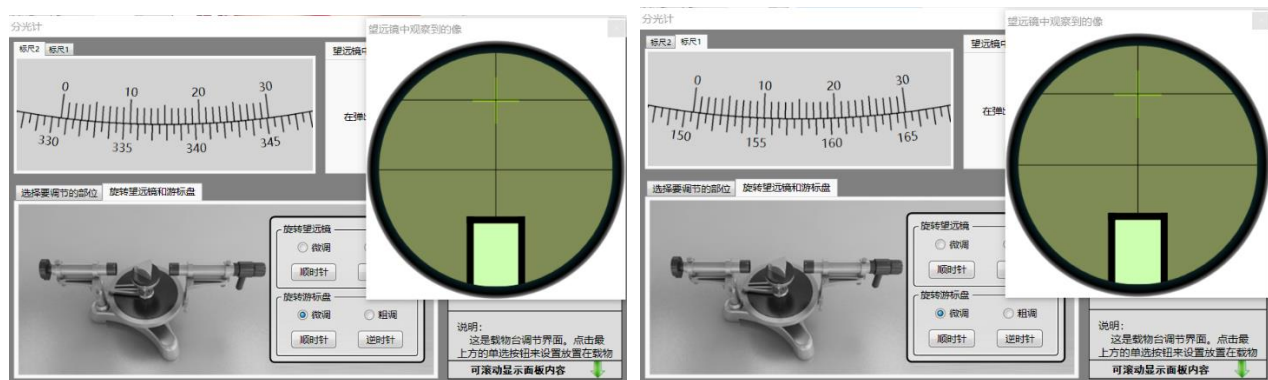 分光计
望远镜中观察到的像
标尺2 标尺1
0 10 20 30
330 335 340 345
望远镜中
在弹
选择要调节的部位 旋转望远镜和游标盘
旋转望远镜
微调
顺时针
旋转游标盘
微调 粗调
顺时针 逆时针
说明：
这是载物台调节界面。点击最
上方的单选按钮来设置放置在载物
可滚动显示面板内容
分光计
望远镜中观察到的像
标尺2 标尺1
0 10 20 30
150 155 160 165
望远镜中
在弹
选择要调节的部位 旋转望远镜和游标盘
旋转望远镜
微调
顺时针
旋转游标盘
微调 粗调
顺时针 逆时针
说明：
这是载物台调节界面。点击最
上方的单选按钮来设置放置在载物
可滚动显示面板内容